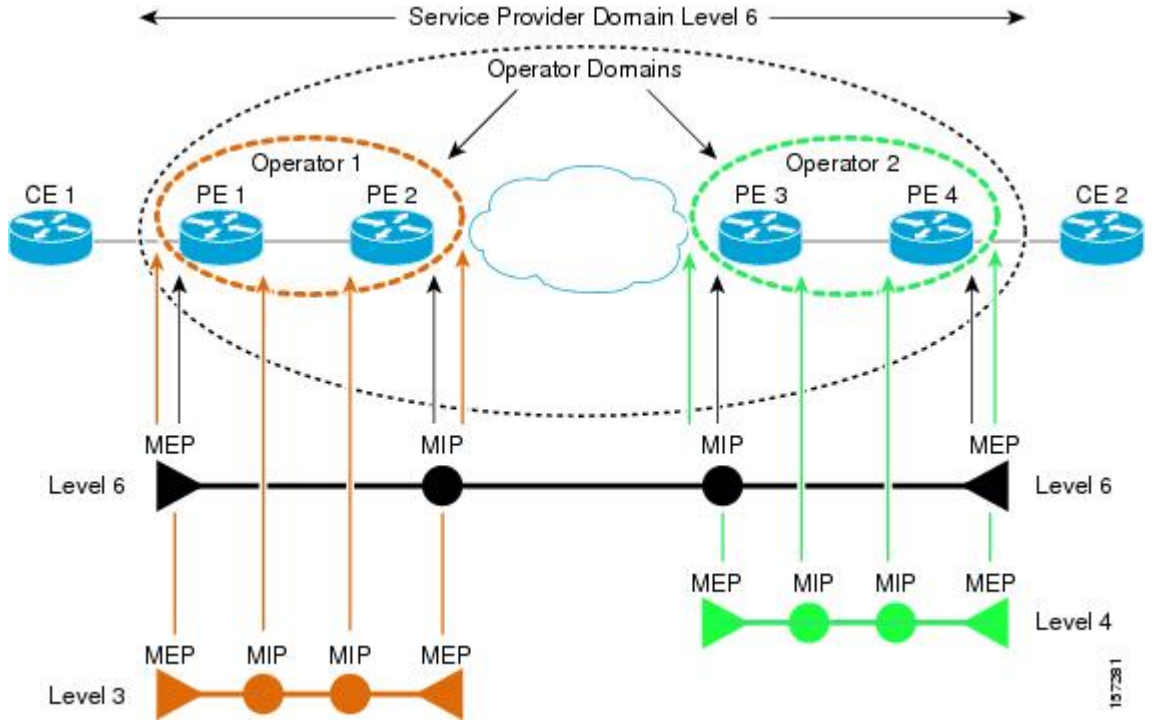 Service Provider Domain Level 6
Operator Domains
Operator 1
Operator 2
CE 1
PE 1
PE 2
PE 3
PE 4
CE 2
MEP
MIP
MIP
MEP
Level 6
Level 6
MEP
MIP
MIP
MEP
Level 4
MEP
MIP
MIP
MEP
Level 3
157281